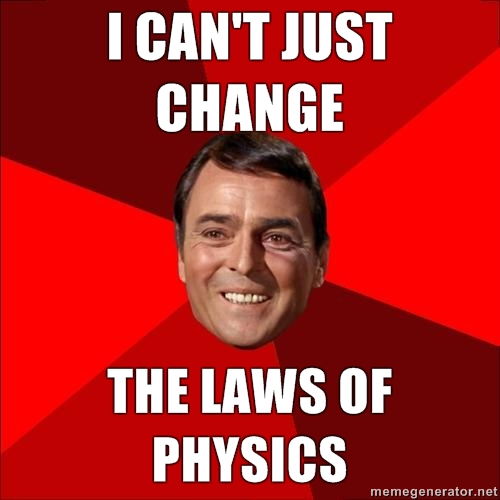 I CAN'T JUST
CHANGE
THE LAWS OF
PHYSICS
memegenerator.net